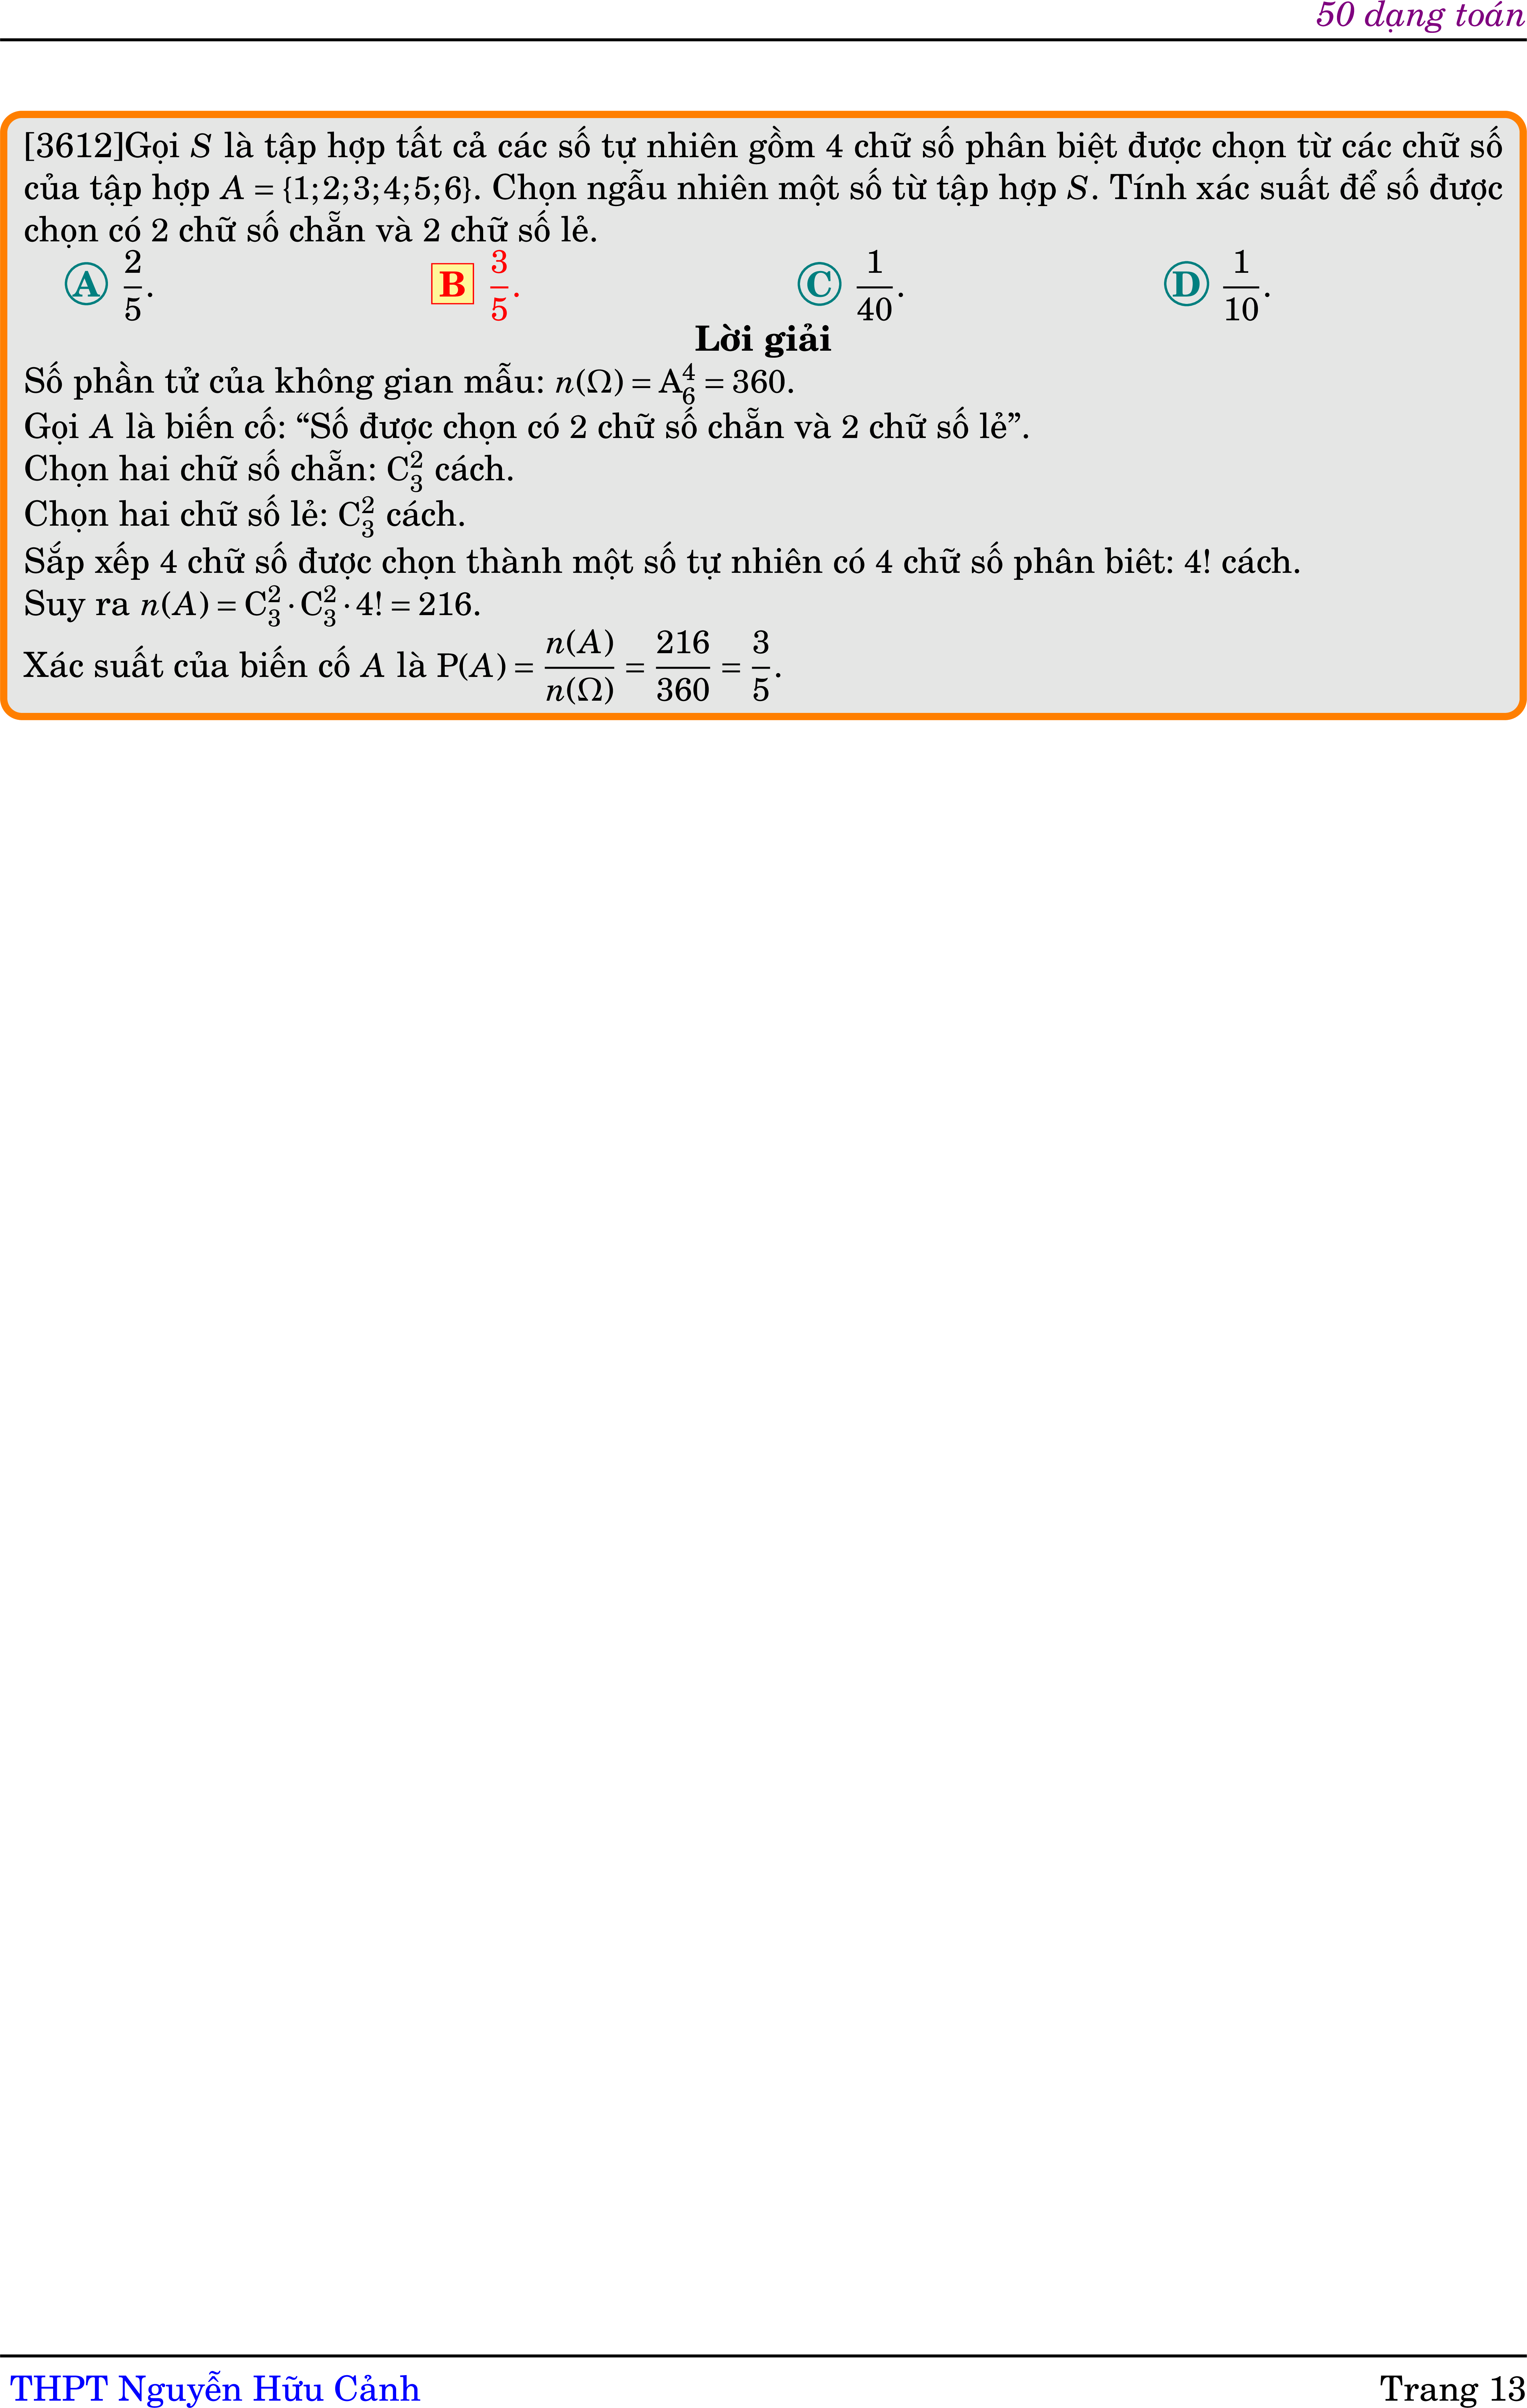 50 dạng toán
[3612]Gọi S là tập hợp tất cả các số tự nhiên gồm 4 chữ số phân biệt được chọn từ các chữ số
của tập hợp A = {1;2;3;4;5;6}. Chọn ngẫu nhiên một số từ tập hợp S. Tính xác suất để số được
chọn có 2 chữ số chẵn và 2 chữ số lẻ.
A \frac{2}{5}. B \frac{3}{5}. C \frac{1}{40}. D \frac{1}{10}.
Lời giải
Số phần tử của không gian mẫu: n(Ω) = A_6^4 = 360.
Gọi A là biến cố: “Số được chọn có 2 chữ số chẵn và 2 chữ số lẻ”.
Chọn hai chữ số chẵn: C_3^2 cách.
Chọn hai chữ số lẻ: C_3^2 cách.
Sắp xếp 4 chữ số được chọn thành một số tự nhiên có 4 chữ số phân biêt: 4! cách.
Suy ra n(A) = C_3^2 · C_3^2 · 4! = 216.
Xác suất của biến cố A là P(A) = \frac{n(A)}{n(Ω)} = \frac{216}{360} = \frac{3}{5}.
THPT Nguyễn Hữu Cảnh Trang 13